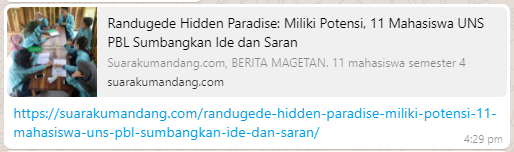 Randugede Hidden Paradise: Miliki Potensi, 11 Mahasiswa UNS
PBL Sumbangkan Ide dan Saran
Suarakumandang.com, BERITA MAGETAN. 11 mahasiswa semester 4
suarakumandang.com
https://suarakumandang.com/randugede-hidden-paradise-miliki-potensi-11-
mahasiswa-uns-pbl-sumbangkan-ide-dan-saran/
4:29 pm